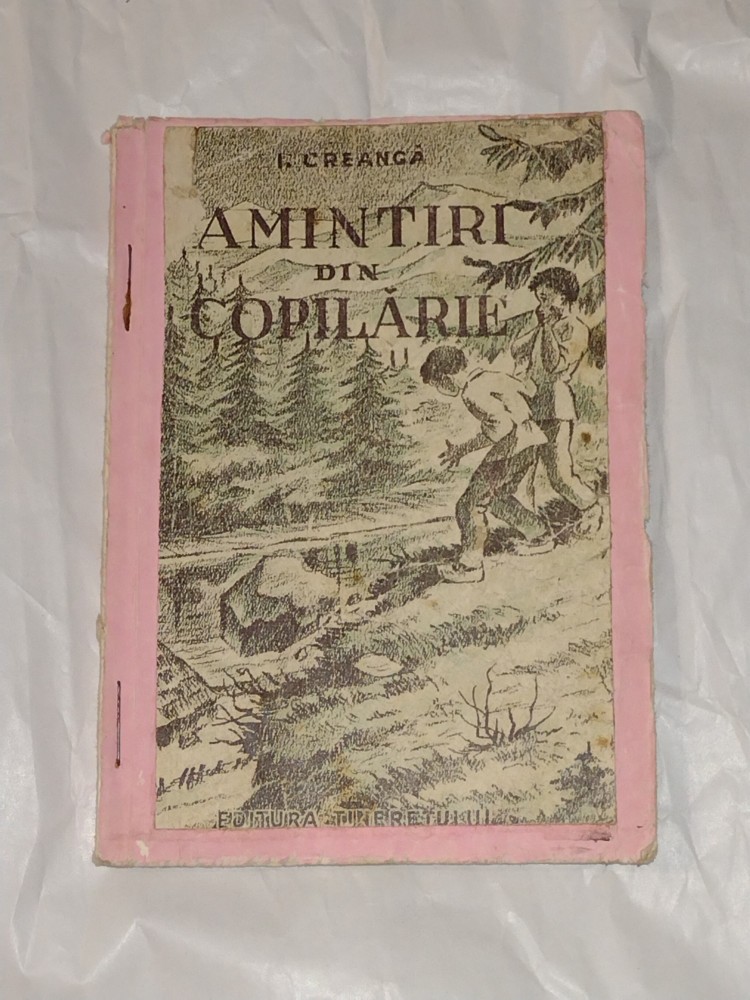 I. CREANGĂ
AMINTIRI
DIN
COPILĂRIE
EDITURA TINERETULUI